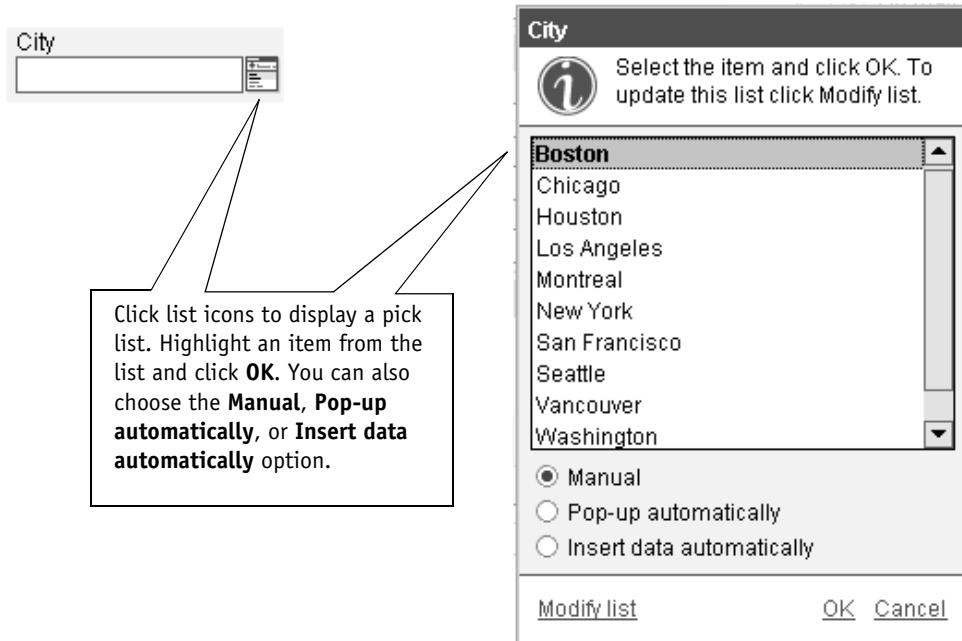 City
Click list icons to display a pick
list. Highlight an item from the
list and click OK. You can also
choose the Manual, Pop-up
automatically, or Insert data
automatically option.
City
Select the item and click OK. To
update this list click Modify list.
Boston
Chicago
Houston
Los Angeles
Montreal
New York
San Francisco
Seattle
Vancouver
Washington
Manual
Pop-up automatically
Insert data automatically
Modify list OK Cancel